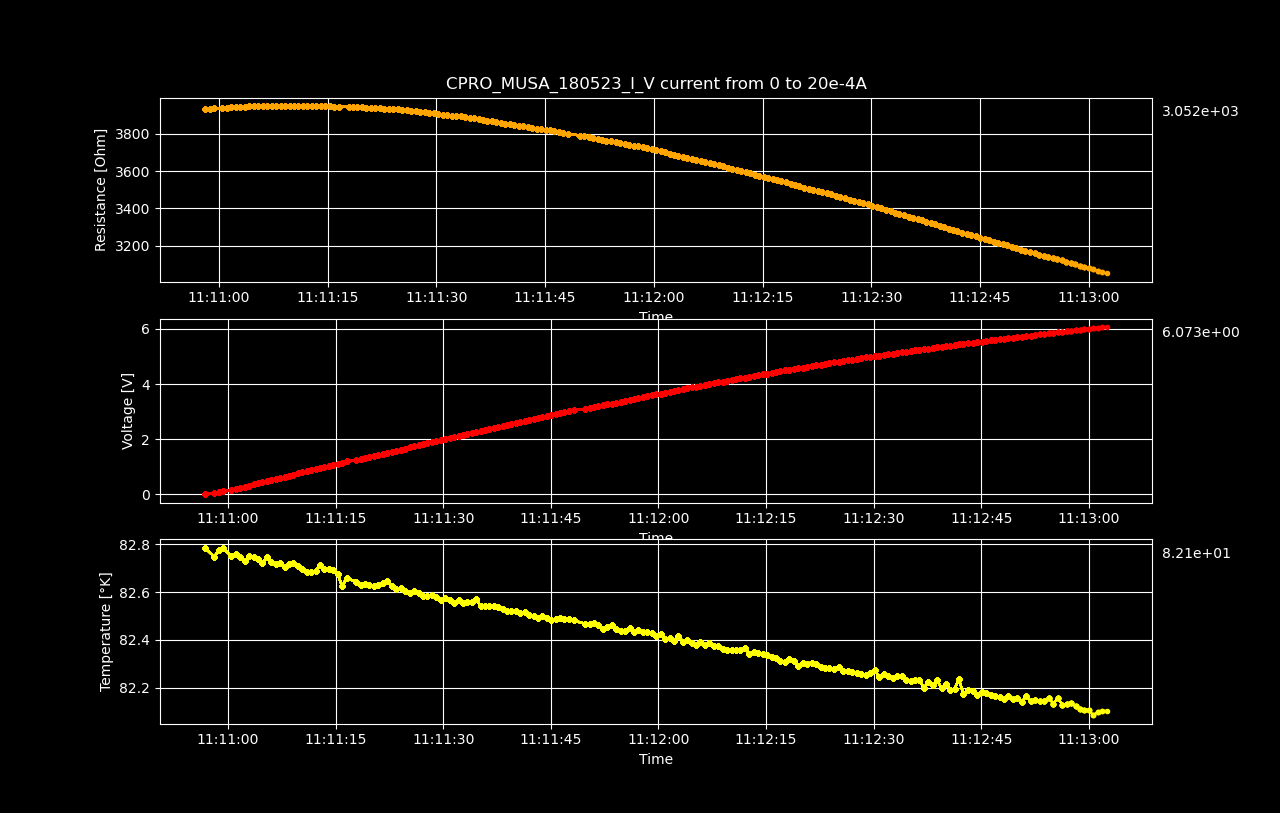 CPRO_MUSA_180523_I_V current from 0 to 20e-4A
3.052e+03
Resistance [Ohm]
3800
3600
3400
3200
11:11:00 11:11:15 11:11:30 11:11:45 11:12:00 11:12:15 11:12:30 11:12:45 11:13:00
Time
6.073e+00
Voltage [V]
6
4
2
0
11:11:00 11:11:15 11:11:30 11:11:45 11:12:00 11:12:15 11:12:30 11:12:45 11:13:00
Time
8.21e+01
Temperature [°K]
82.8
82.6
82.4
82.2
11:11:00 11:11:15 11:11:30 11:11:45 11:12:00 11:12:15 11:12:30 11:12:45 11:13:00
Time